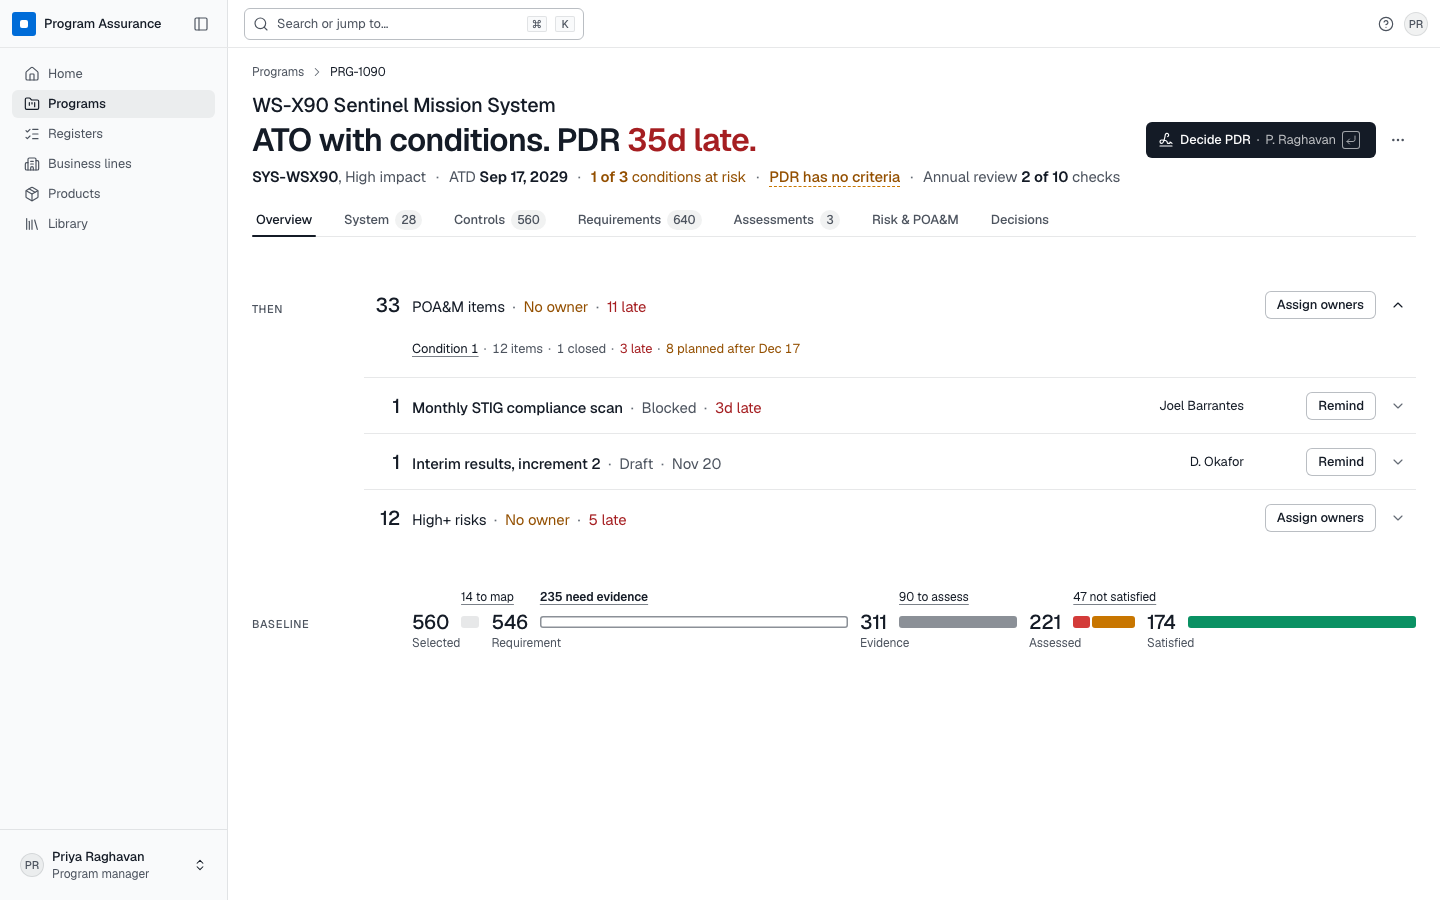 Program Assurance
Search or jump to...
⌘ K
PR
Home
Programs
Registers
Business lines
Products
Library
Programs > PRG-1090
WS-X90 Sentinel Mission System
ATO with conditions. PDR 35d late.
Decide PDR · P. Raghavan
SYS-WSX90, High impact · ATD Sep 17, 2029 · 1 of 3 conditions at risk · PDR has no criteria · Annual review 2 of 10 checks
Overview System 28 Controls 560 Requirements 640 Assessments 3 Risk & POA&M Decisions
THEN
33 POA&M items · No owner · 11 late Assign owners
Condition 1 · 12 items · 1 closed · 3 late · 8 planned after Dec 17
1 Monthly STIG compliance scan · Blocked · 3d late Joel Barrantes Remind
1 Interim results, increment 2 · Draft · Nov 20 D. Okafor Remind
12 High+ risks · No owner · 5 late Assign owners
14 to map 235 need evidence 90 to assess 47 not satisfied
BASELINE 560 546 311 221 174
Selected Requirement Evidence Assessed Satisfied
PR Priya Raghavan
Program manager